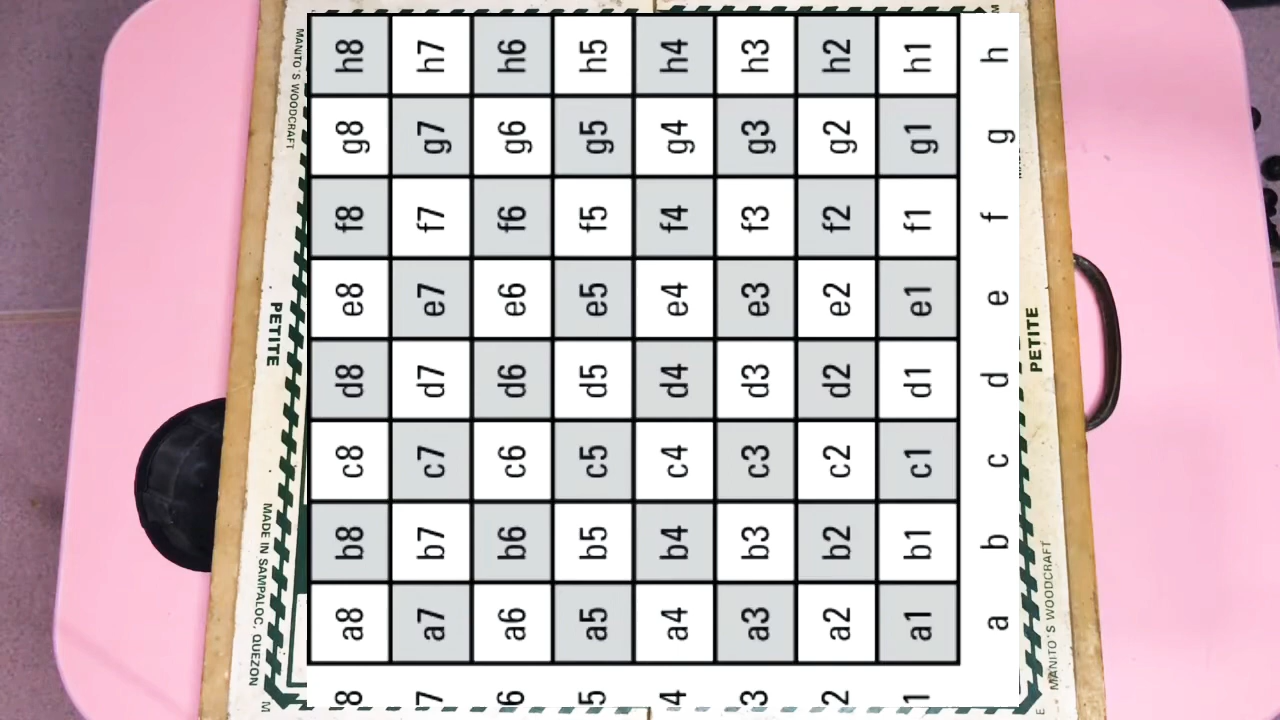 MANITO'S WOODCRAFT
PETITE
MADE IN SAMPALOC, QUEZON
h8 h7 h6 h5 h4 h3 h2 h1 h
g8 g7 g6 g5 g4 g3 g2 g1 g
f8 f7 f6 f5 f4 f3 f2 f1 f
e8 e7 e6 e5 e4 e3 e2 e1 e
d8 d7 d6 d5 d4 d3 d2 d1 d
c8 c7 c6 c5 c4 c3 c2 c1 c
b8 b7 b6 b5 b4 b3 b2 b1 b
a8 a7 a6 a5 a4 a3 a2 a1 a
8 7 6 5 4 3 2 1
PETITE
MANITO'S WOODCRAFT